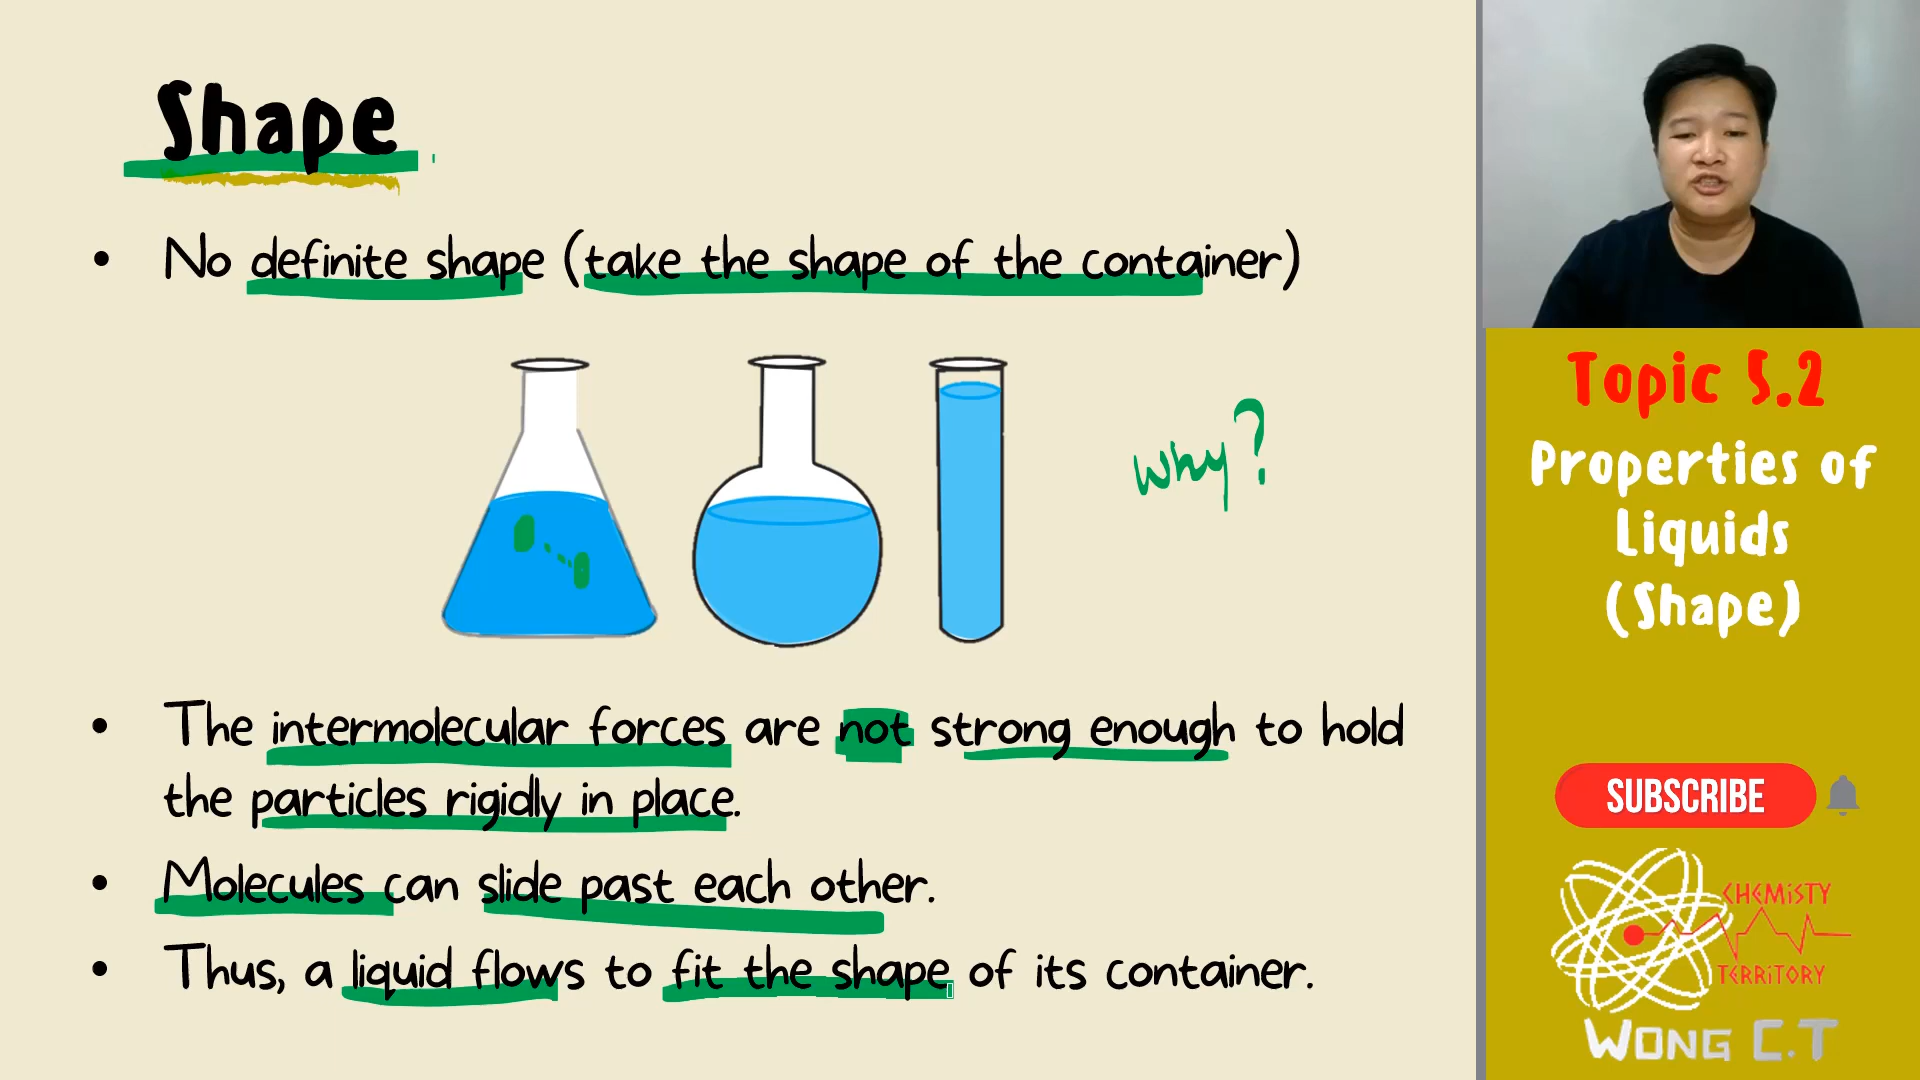 Shape
• No definite shape (take the shape of the container)
why?
• The intermolecular forces are not strong enough to hold
the particles rigidly in place.
• Molecules can slide past each other.
• Thus, a liquid flows to fit the shape of its container.
Topic 5.2
Properties of
Liquids
(Shape)
SUBSCRIBE
CHEMISTY
TERRITORY
WONG C.T